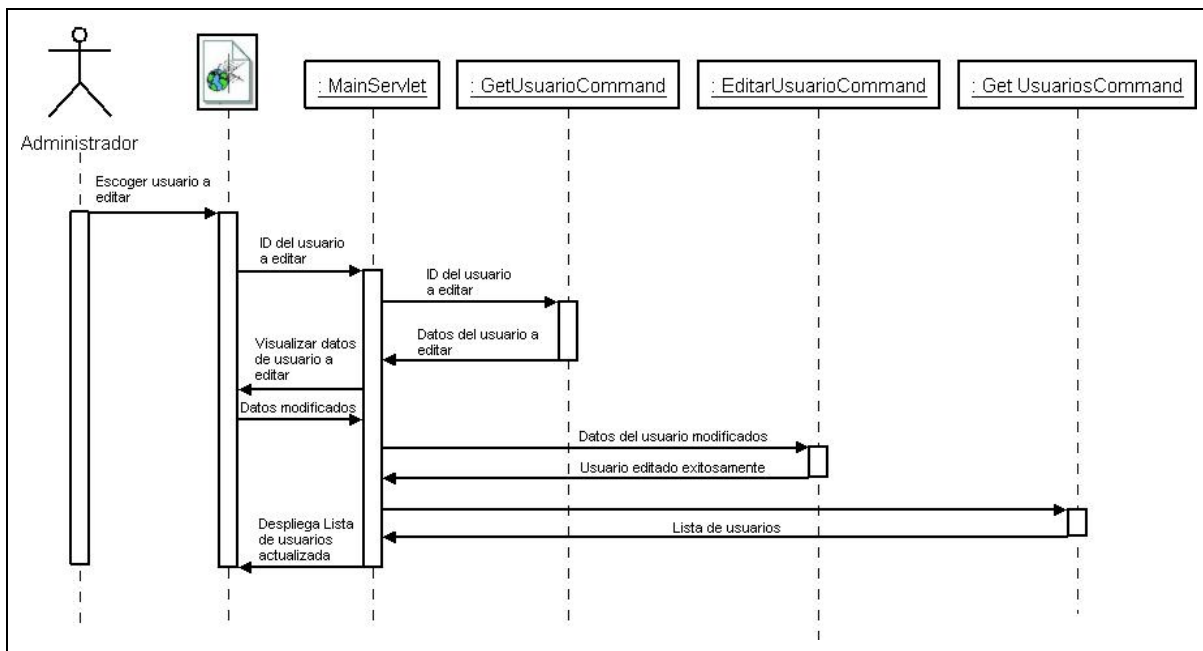 : MainServlet
: GetUsuarioCommand
: EditarUsuarioCommand
: Get UsuariosCommand
Administrador
Escoger usuario a
editar
ID del usuario
a editar
ID del usuario
a editar
Datos del usuario a
editar
Visualizar datos
de usuario a
editar
Datos modificados
Datos del usuario modificados
Usuario editado exitosamente
Lista de usuarios
Despliega Lista
de usuarios
actualizada